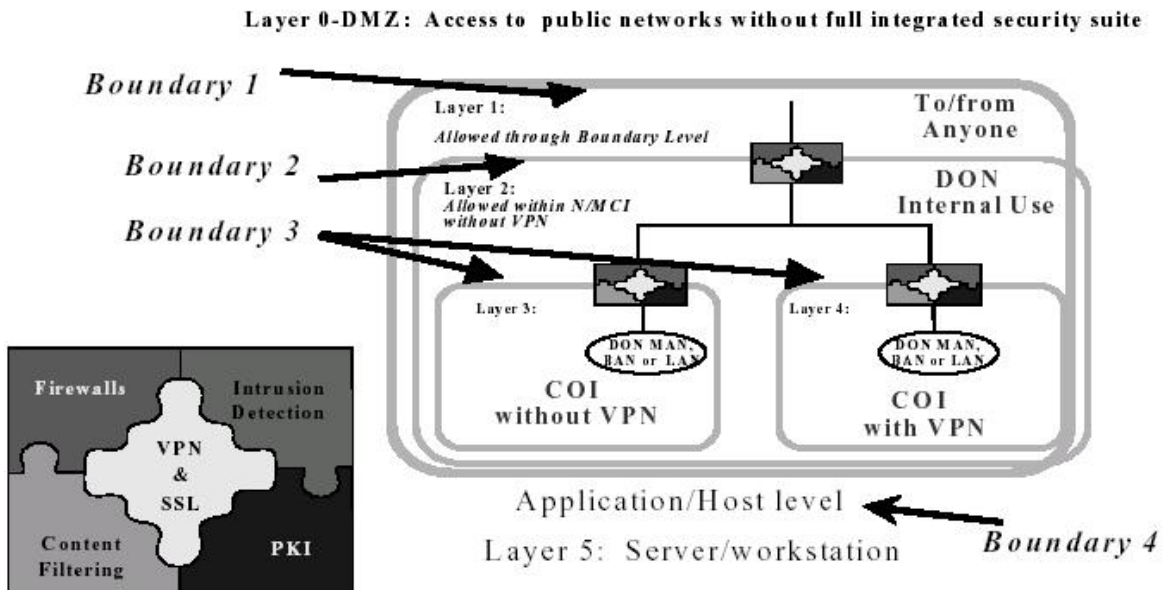 Layer 0-DMZ: Access to public networks without full integrated security suite
Boundary 1
Layer 1:
Allowed through Boundary Level
To/from
Anyone
Boundary 2
Layer 2:
Allowed within N/MCI
without VPN
DON
Internal Use
Boundary 3
Layer 3:
DON MAN,
BAN or LAN
COI
without VPN
Layer 4:
DON MAN,
BAN or LAN
COI
with VPN
Firewalls
Intrusion
Detection
VPN
&
SSL
Content
Filtering
PKI
Application/Host level
Boundary 4
Layer 5: Server/workstation